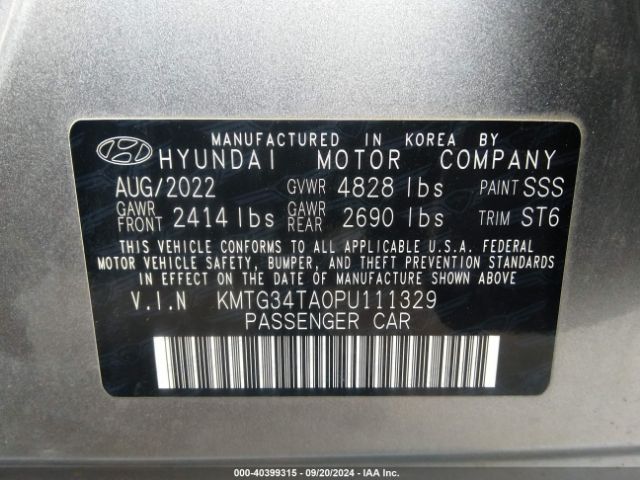 MANUFACTURED IN KOREA BY
HYUNDAI MOTOR COMPANY
AUG/2022 GVWR 4828 lbs PAINT SSS
GAWR FRONT 2414 lbs GAWR REAR 2690 lbs TRIM ST6
THIS VEHICLE CONFORMS TO ALL APPLICABLE U.S.A. FEDERAL
MOTOR VEHICLE SAFETY, BUMPER, AND THEFT PREVENTION STANDARDS
IN EFFECT ON THE DATE OF MANUFACTURE SHOWN ABOVE
V.I.N KMTG34TA0PU111329
PASSENGER CAR
000-40399315 - 09/20/2024 - IAA Inc.